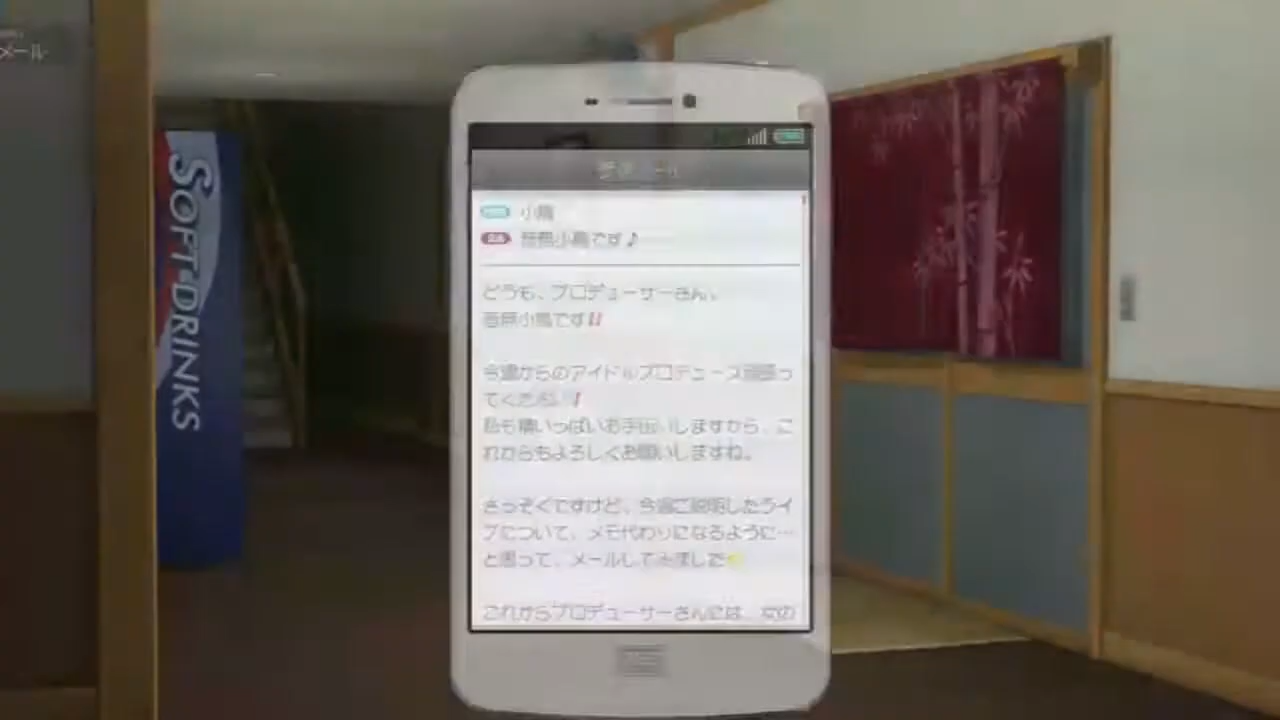 メール
SOFT DRINKS
小鳥
音無小鳥です♪
どうも、プロデューサーさん。
音無小鳥です!!
今週からのアイドルプロデュース頑張っ
てください!
私も精いっぱいお手伝いしますから、こ
れからもよろしくお願いしますね。
さっそくですけど、今週ご説明したライ
ブについて、メモ代わりになるように…
と思って、メールしてみました
これからプロデューサーさんには、次の